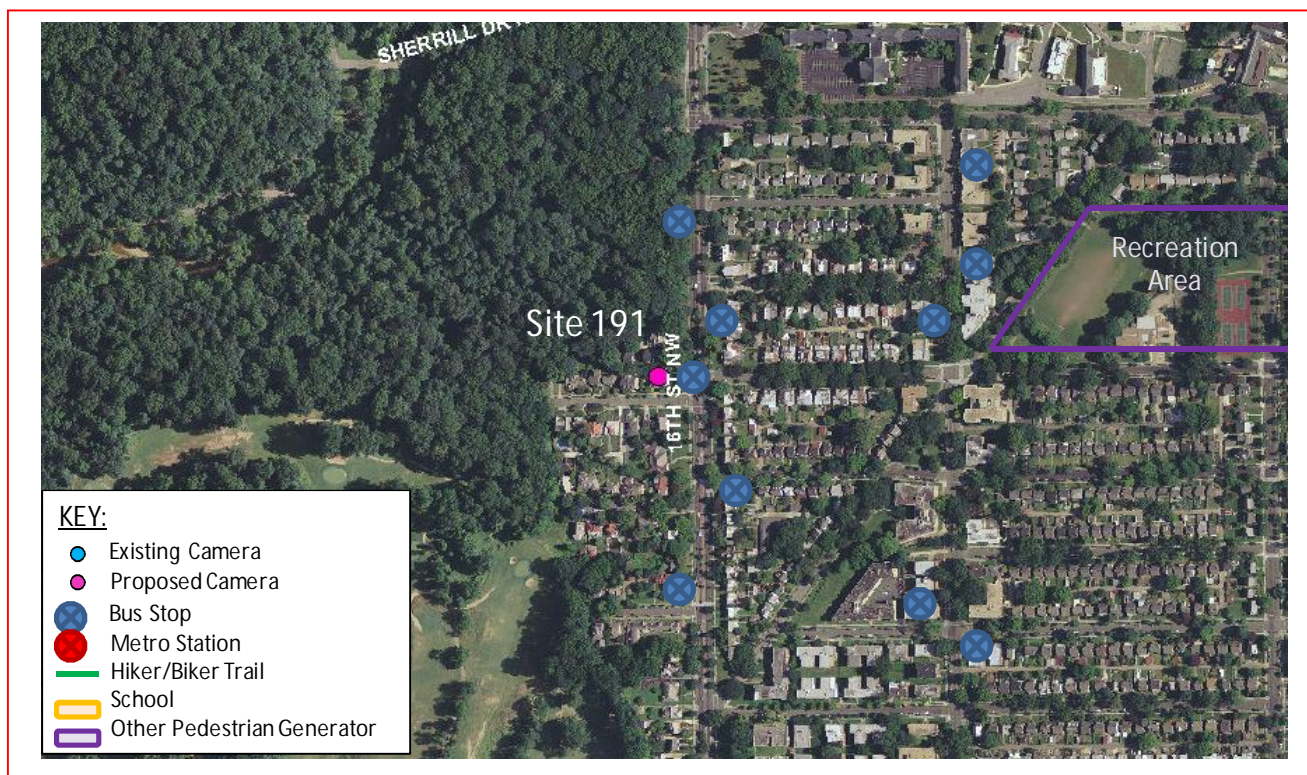 SHERRILL DR N
Site 191
16TH ST NW
Recreation
Area
KEY:
Existing Camera
Proposed Camera
Bus Stop
Metro Station
Hiker/Biker Trail
School
Other Pedestrian Generator